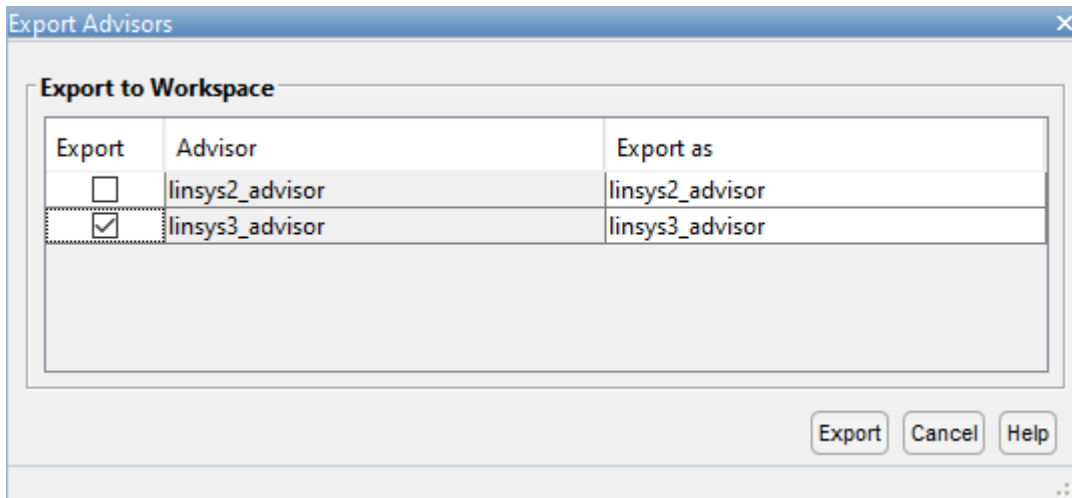 Export Advisors
Export to Workspace
Export Advisor Export as
linsys2_advisor linsys2_advisor
linsys3_advisor linsys3_advisor
Export Cancel Help